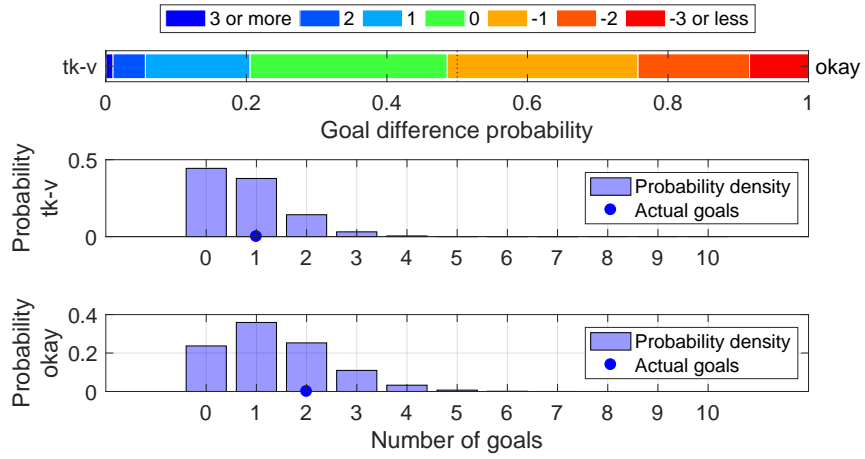 3 or more 2 1 0 -1 -2 -3 or less
tk-v okay
0 0.2 0.4 0.6 0.8 1
Goal difference probability
Probability
tk-v
0.5
0
Probability density
Actual goals
0 1 2 3 4 5 6 7 8 9 10
Probability
okay
0.4
0.2
0
Probability density
Actual goals
0 1 2 3 4 5 6 7 8 9 10
Number of goals